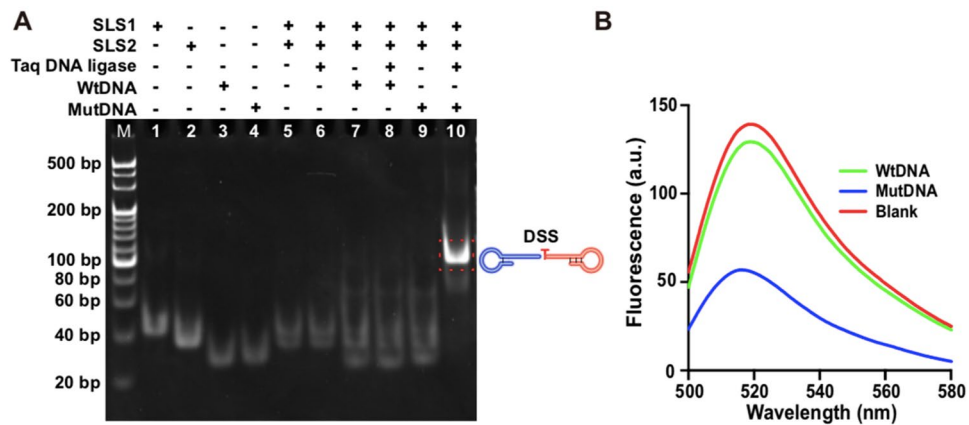 A
SLS1 + - - - + + + + + +
SLS2 - + - - + + + + + +
Taq DNA ligase - - - - - + - + - +
WtDNA - - + - - - + + - -
MutDNA - - - + - - - - + +
M 1 2 3 4 5 6 7 8 9 10
500 bp
200 bp
100 bp
80 bp
60 bp
40 bp
20 bp
DSS
B
150
100
50
0
500 520 540 560 580
Fluorescence (a.u.)
Wavelength (nm)
WtDNA
MutDNA
Blank